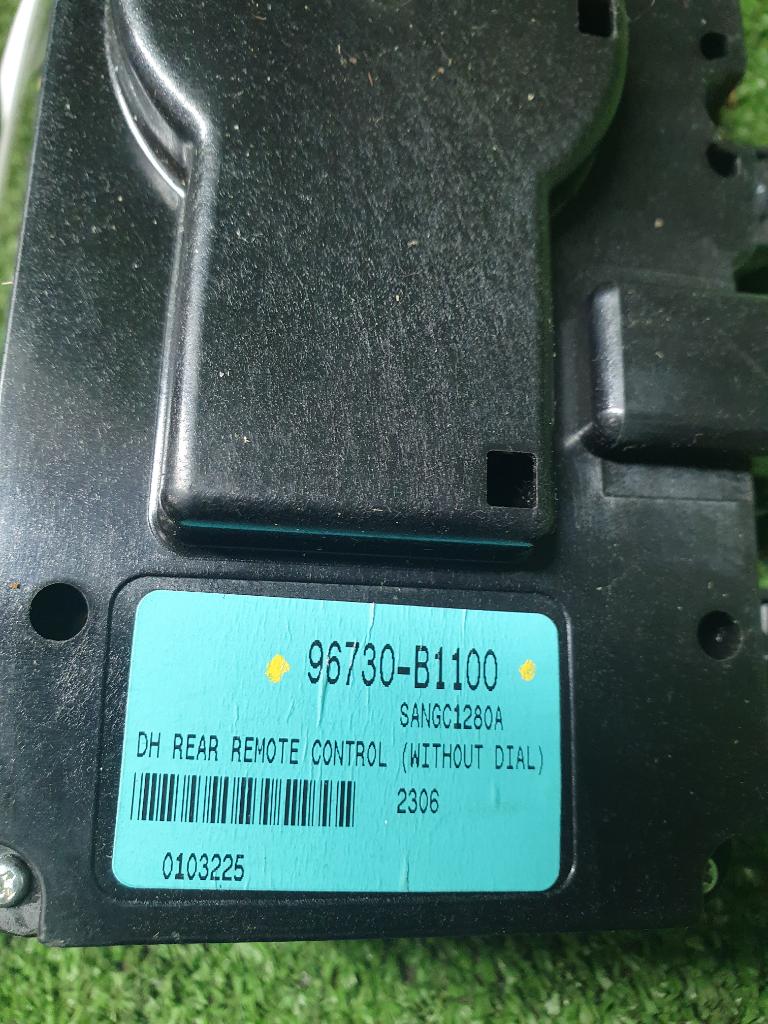 96730-B1100
SANGC1280A
DH REAR REMOTE CONTROL (WITHOUT DIAL)
2306
0103225